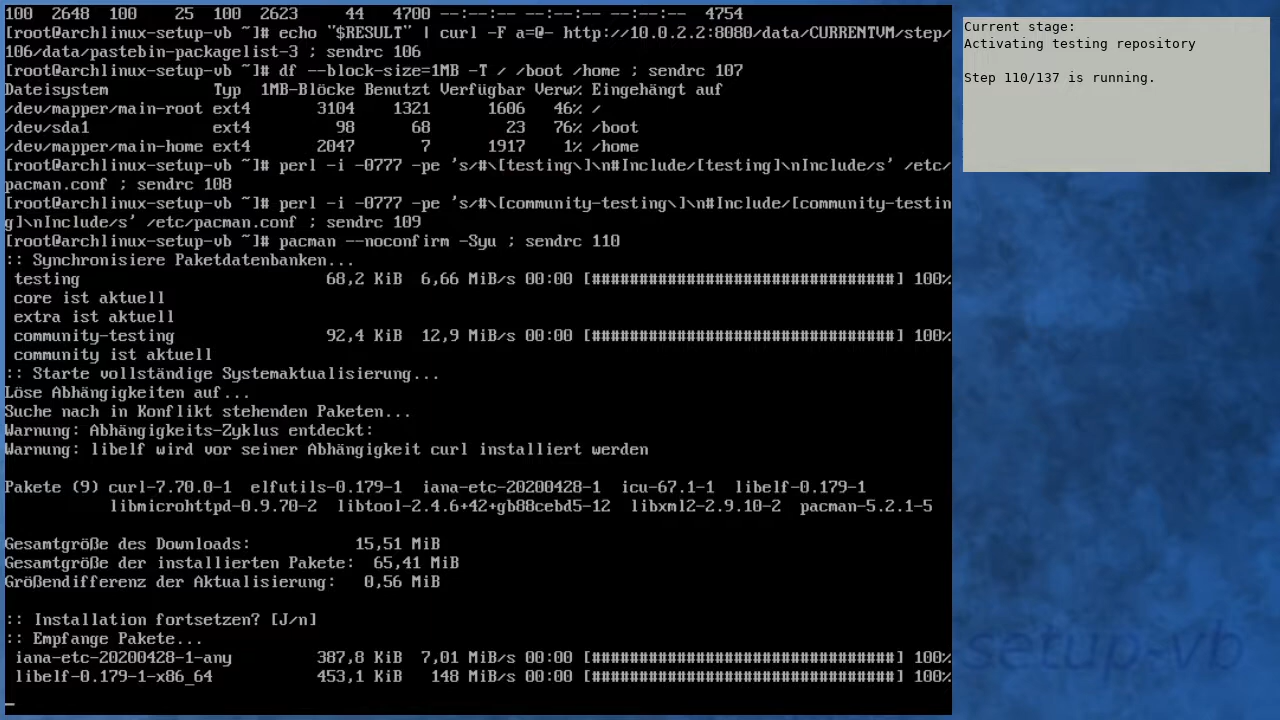 100  2648  100    25  100  2623     44   4700 --:--:-- --:--:-- --:--:--  4754
[root@archlinux-setup-vb ~]# echo "$RESULT" | curl -F a=@- http://10.0.2.2:8080/data/CURRENTVM/step/
106/data/pastebin-packagelist-3 ; sendrc 106
[root@archlinux-setup-vb ~]# df --block-size=1MB -T / /boot /home ; sendrc 107
Dateisystem           Typ  1MB-Blöcke Benutzt Verfügbar Verw% Eingehängt auf
/dev/mapper/main-root ext4       3104    1321      1606   46% /
/dev/sda1             ext4         98      68        23   76% /boot
/dev/mapper/main-home ext4       2047       7      1917    1% /home
[root@archlinux-setup-vb ~]# perl -i -0777 -pe 's/#\[testing\]\n#Include/[testing]\nInclude/s' /etc/
pacman.conf ; sendrc 108
[root@archlinux-setup-vb ~]# perl -i -0777 -pe 's/#\[community-testing\]\n#Include/[community-testin
g]\nInclude/s' /etc/pacman.conf ; sendrc 109
[root@archlinux-setup-vb ~]# pacman --noconfirm -Syu ; sendrc 110
:: Synchronisiere Paketdatenbanken...
 testing                          68,2 KiB  6,66 MiB/s 00:00 [################################] 100%
 core ist aktuell
 extra ist aktuell
 community-testing                92,4 KiB  12,9 MiB/s 00:00 [################################] 100%
 community ist aktuell
:: Starte vollständige Systemaktualisierung...
Löse Abhängigkeiten auf...
Suche nach in Konflikt stehenden Paketen...
Warnung: Abhängigkeits-Zyklus entdeckt:
Warnung: libelf wird vor seiner Abhängigkeit curl installiert werden
Pakete (9) curl-7.70.0-1  elfutils-0.179-1  iana-etc-20200428-1  icu-67.1-1  libelf-0.179-1
           libmicrohttpd-0.9.70-2  libtool-2.4.6+42+gb88cebd5-12  libxml2-2.9.10-2  pacman-5.2.1-5
Gesamtgröße des Downloads:           15,51 MiB
Gesamtgröße der installierten Pakete:  65,41 MiB
Größendifferenz der Aktualisierung:   0,56 MiB
:: Installation fortsetzen? [J/n]
:: Empfange Pakete...
 iana-etc-20200428-1-any         387,8 KiB  7,01 MiB/s 00:00 [################################] 100%
 libelf-0.179-1-x86_64           453,1 KiB   148 MiB/s 00:00 [################################] 100%
Current stage:
Activating testing repository
Step 110/137 is running.
setup-vb